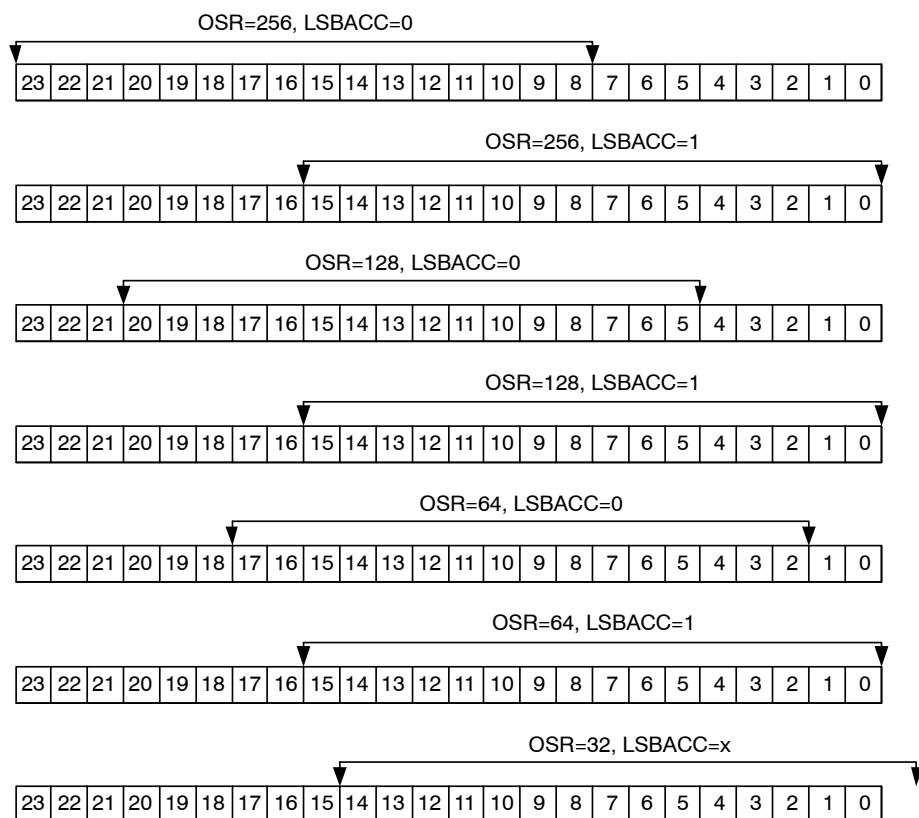 OSR=256, LSBACC=0
23 22 21 20 19 18 17 16 15 14 13 12 11 10 9 8 7 6 5 4 3 2 1 0
OSR=256, LSBACC=1
23 22 21 20 19 18 17 16 15 14 13 12 11 10 9 8 7 6 5 4 3 2 1 0
OSR=128, LSBACC=0
23 22 21 20 19 18 17 16 15 14 13 12 11 10 9 8 7 6 5 4 3 2 1 0
OSR=128, LSBACC=1
23 22 21 20 19 18 17 16 15 14 13 12 11 10 9 8 7 6 5 4 3 2 1 0
OSR=64, LSBACC=0
23 22 21 20 19 18 17 16 15 14 13 12 11 10 9 8 7 6 5 4 3 2 1 0
OSR=64, LSBACC=1
23 22 21 20 19 18 17 16 15 14 13 12 11 10 9 8 7 6 5 4 3 2 1 0
OSR=32, LSBACC=x
23 22 21 20 19 18 17 16 15 14 13 12 11 10 9 8 7 6 5 4 3 2 1 0